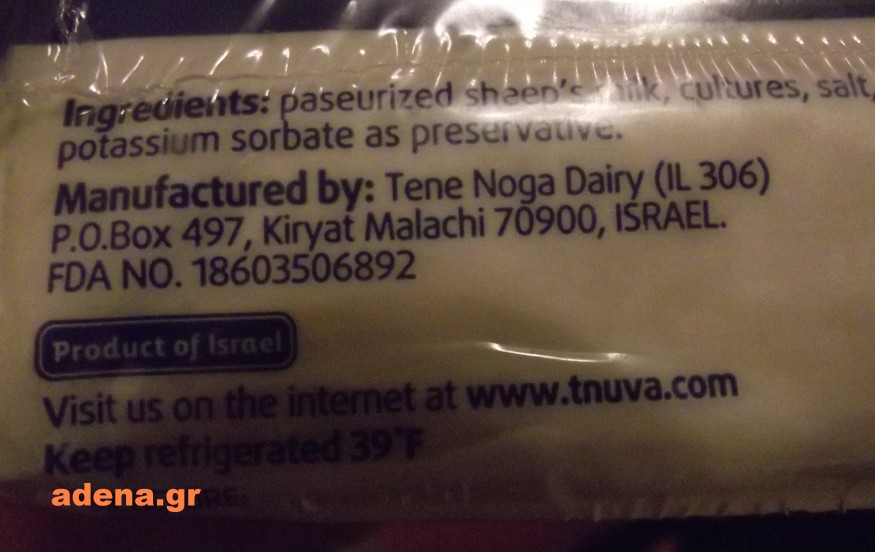 Ingredients: paseurized sheep's milk, cultures, salt,
potassium sorbate as preservative.
Manufactured by: Tene Noga Dairy (IL 306)
P.O.Box 497, Kiryat Malachi 70900, ISRAEL.
FDA NO. 18603506892
Product of Israel
Visit us on the internet at www.tnuva.com
Keep refrigerated 39°F
adena.gr